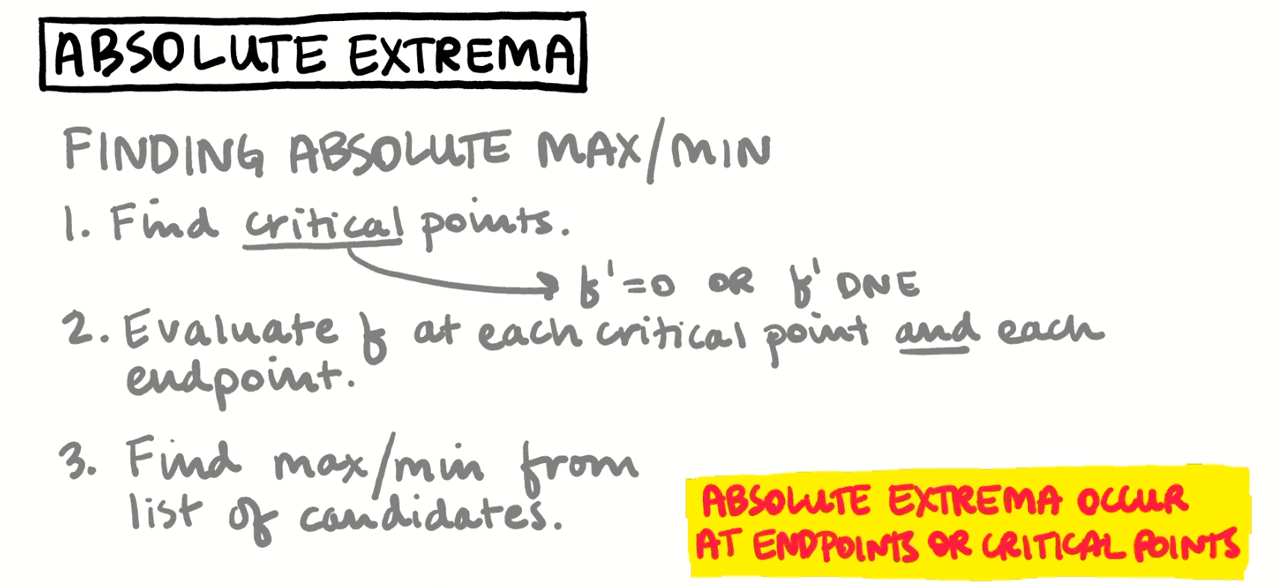 ABSOLUTE EXTREMA
FINDING ABSOLUTE MAX/MIN
1. Find critical points.
f'=0 OR f' DNE
2. Evaluate f at each critical point and each
endpoint.
3. Find max/min from
list of candidates.
ABSOLUTE EXTREMA OCCUR
AT ENDPOINTS OR CRITICAL POINTS